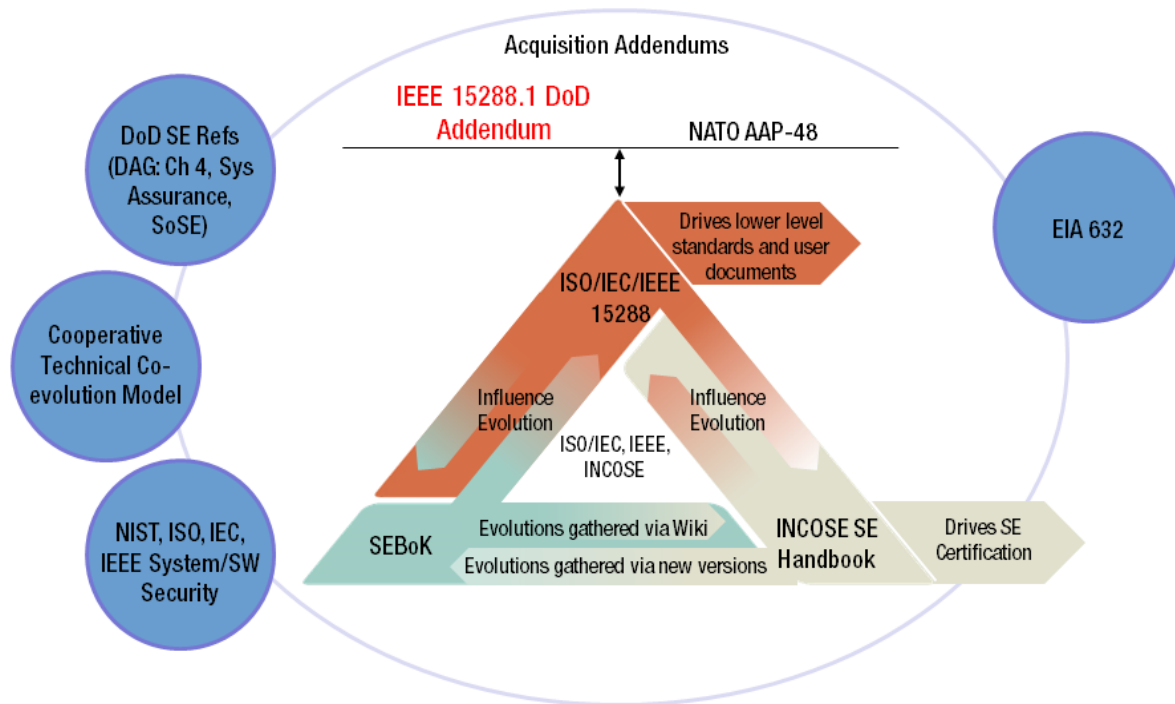 Acquisition Addendums
IEEE 15288.1 DoD
Addendum
NATO AAP-48
DoD SE Refs
(DAG: Ch 4, Sys
Assurance,
SoSE)
Cooperative
Technical Co-
evolution Model
NIST, ISO, IEC,
IEEE System/SW
Security
EIA 632
Drives lower level
standards and user
documents
ISO/IEC/IEEE
15288
Influence
Evolution
Influence
Evolution
ISO/IEC, IEEE,
INCOSE
SEBoK
Evolutions gathered via Wiki
Evolutions gathered via new versions
INCOSE SE
Handbook
Drives SE
Certification